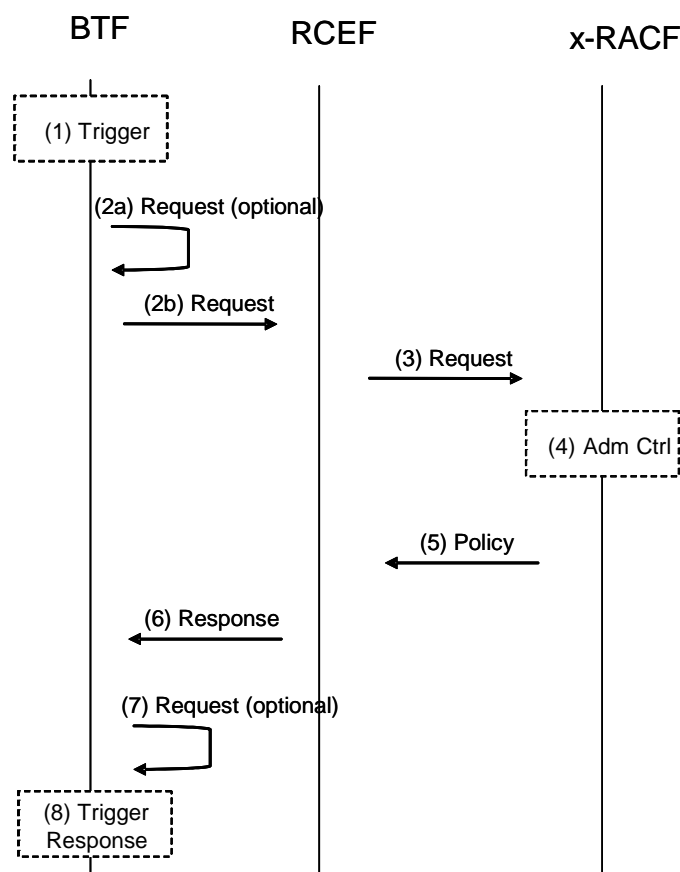 BTF
RCEF
x-RACF
(1) Trigger
(2a) Request (optional)
(2b) Request
(3) Request
(4) Adm Ctrl
(5) Policy
(6) Response
(7) Request (optional)
(8) Trigger
Response